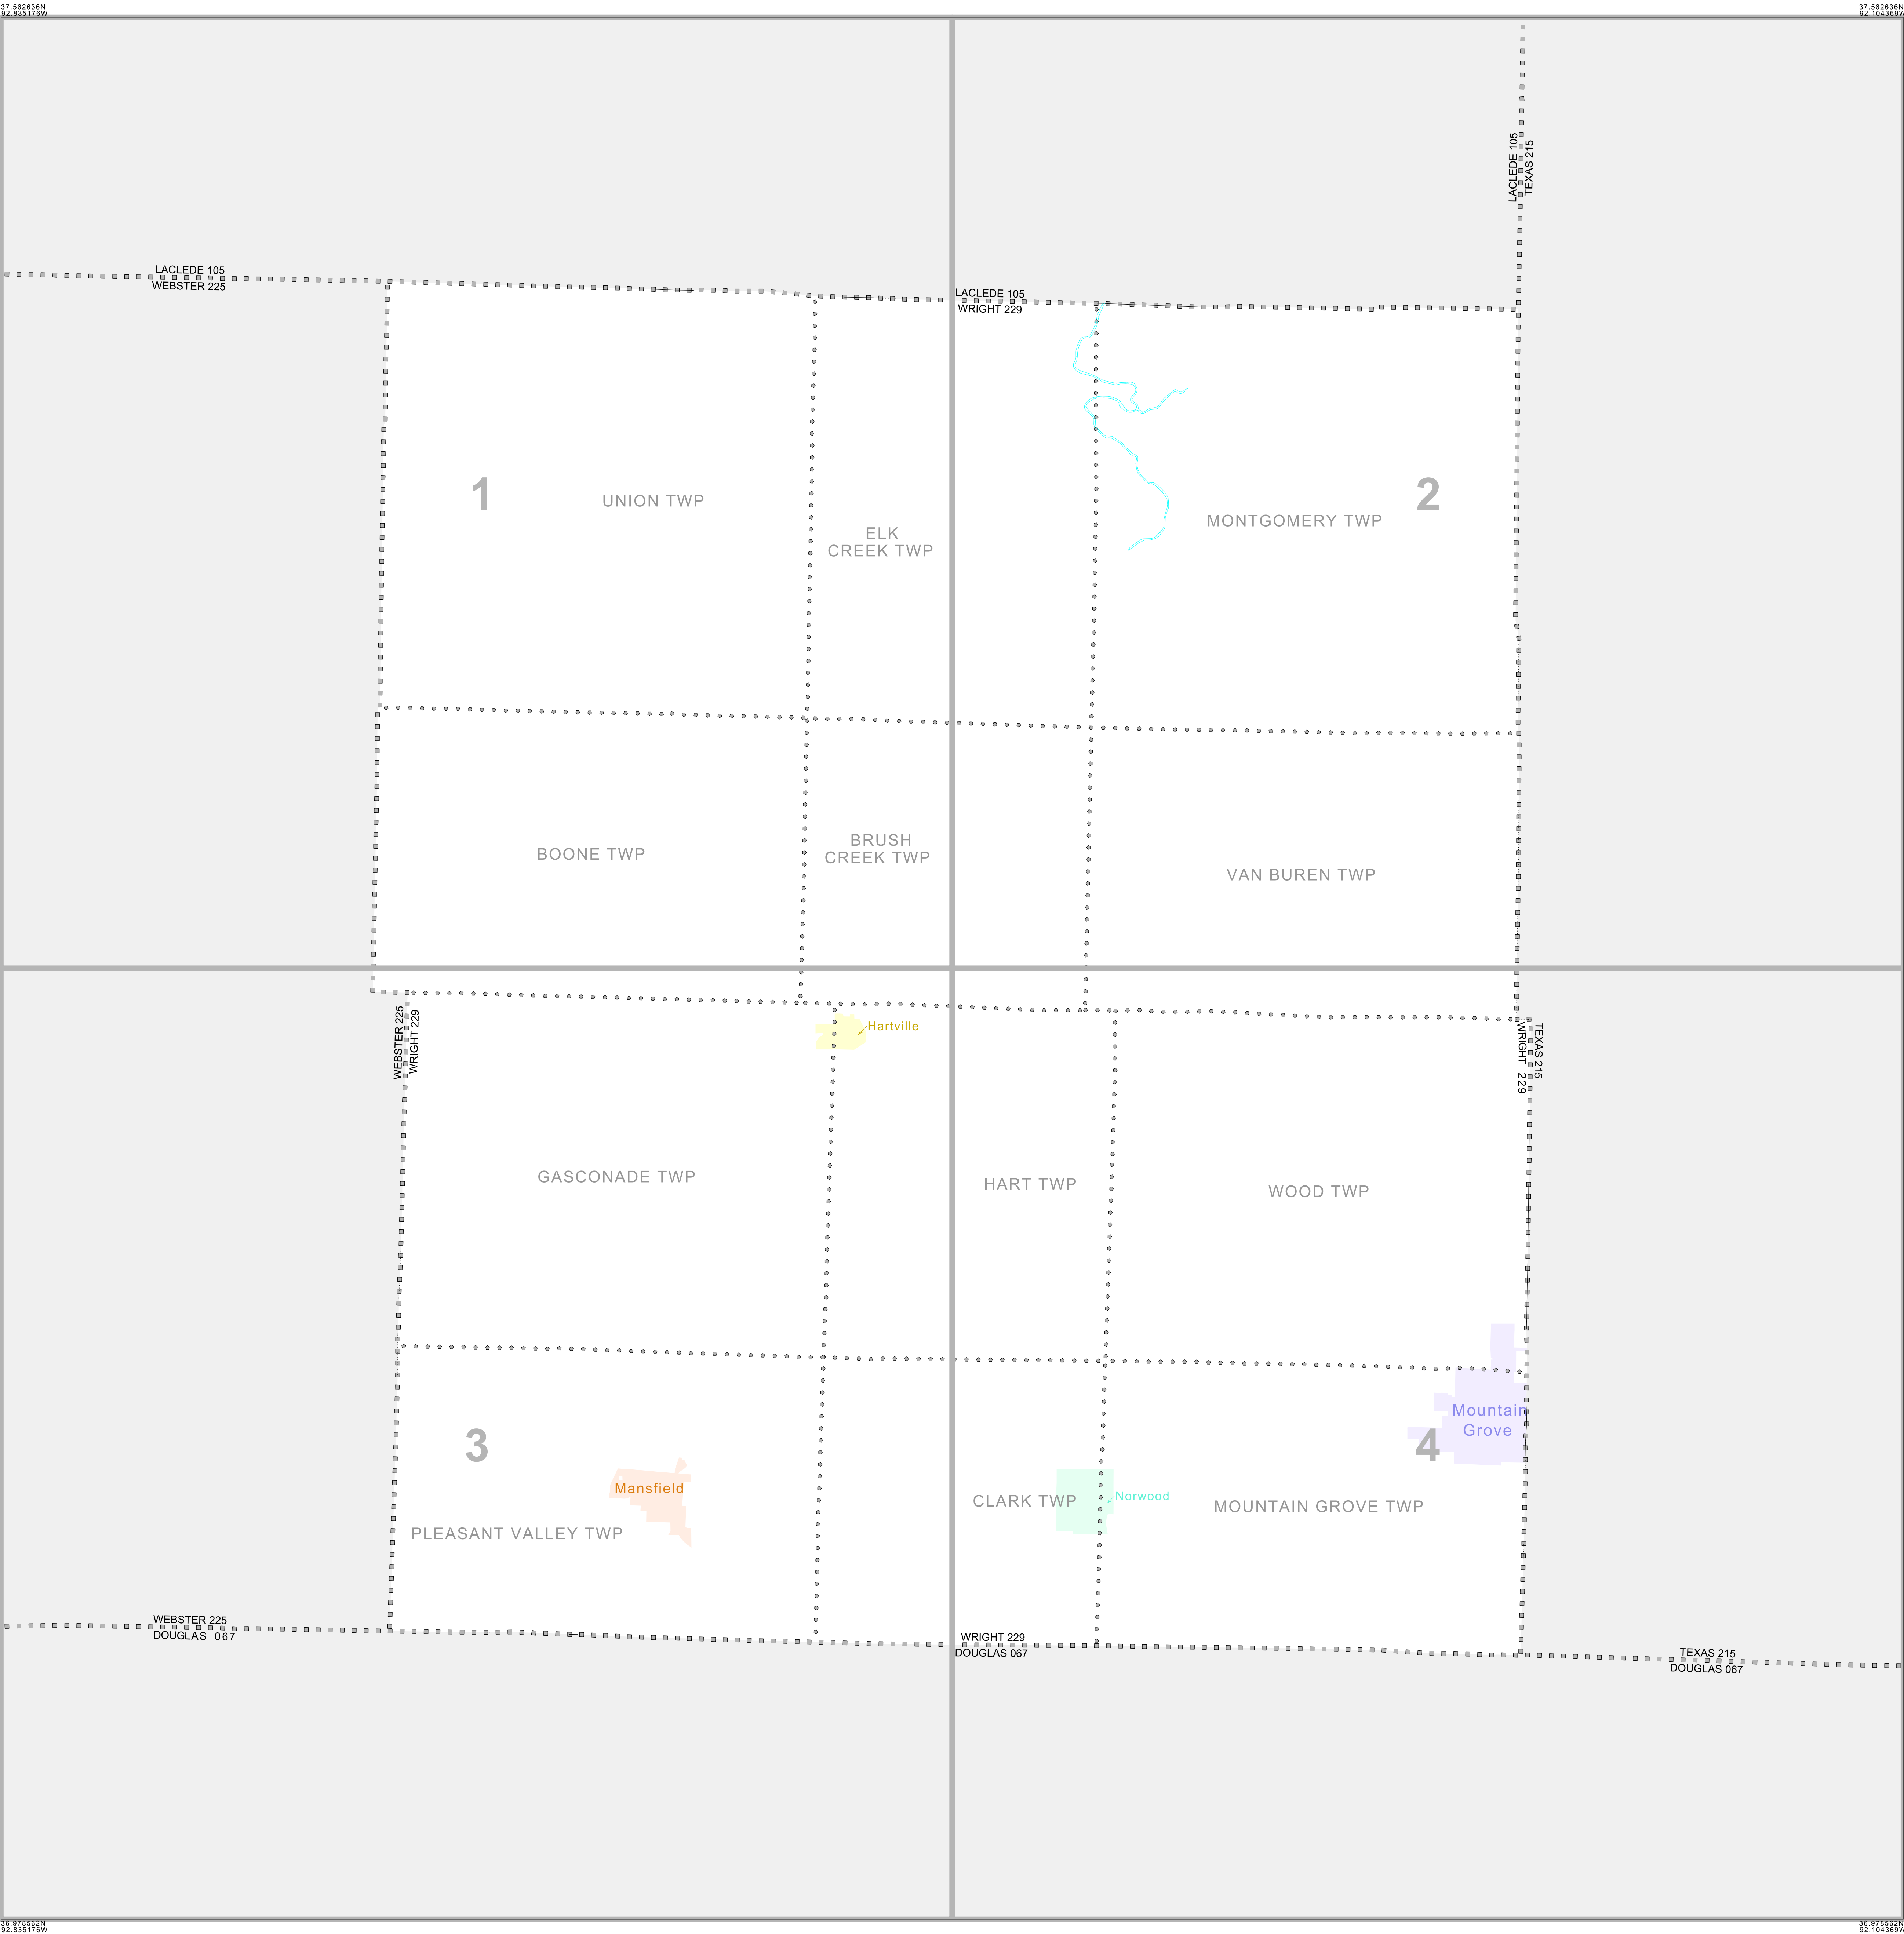 37.562636N
92.835176W
37.562636N
92.104369W
LACLEDE 105
TEXAS 215
LACLEDE 105
WEBSTER 225
LACLEDE 105
WRIGHT 229
1
UNION TWP
2
MONTGOMERY TWP
ELK
CREEK TWP
BOONE TWP
BRUSH
CREEK TWP
VAN BUREN TWP
WEBSTER 225
WRIGHT 229
Hartville
WRIGHT 229
TEXAS 215
GASCONADE TWP
HART TWP
WOOD TWP
3
Mountain
Grove
4
Mansfield
CLARK TWP
Norwood
MOUNTAIN GROVE TWP
PLEASANT VALLEY TWP
WEBSTER 225
DOUGLAS 067
WRIGHT 229
DOUGLAS 067
TEXAS 215
DOUGLAS 067
36.978562N
92.835176W
36.978562N
92.104369W